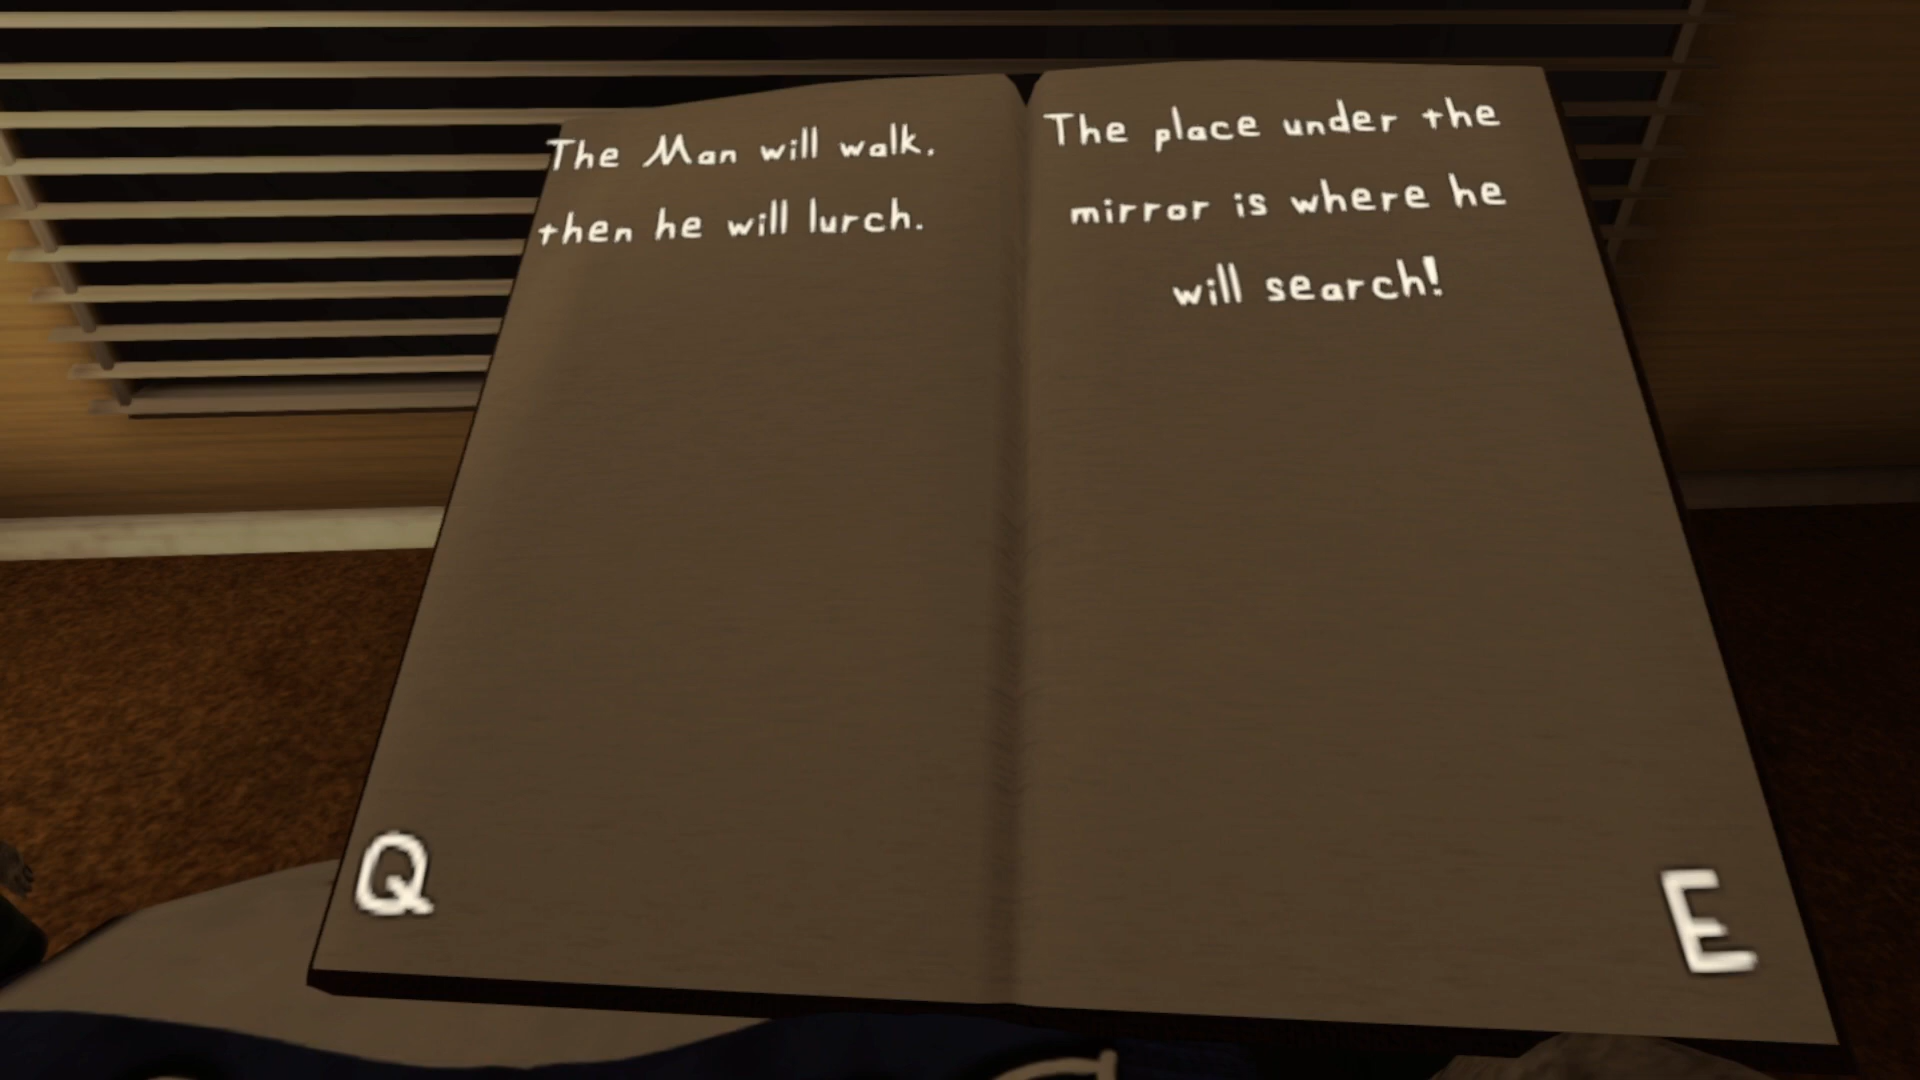 The Man will walk.
then he will lurch.
The place under the
mirror is where he
will search!
Q
E